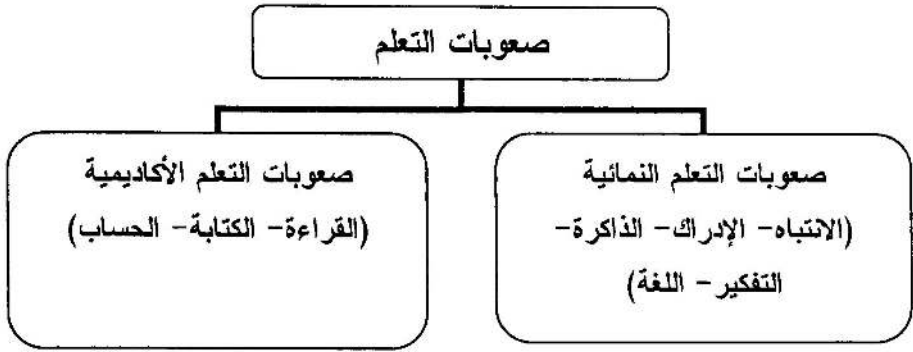 صعوبات التعلم
صعوبات التعلم النمائية
(الانتباه- الإدراك- الذاكرة-
التفكير- اللغة)
صعوبات التعلم الأكاديمية
(القراءة- الكتابة- الحساب)